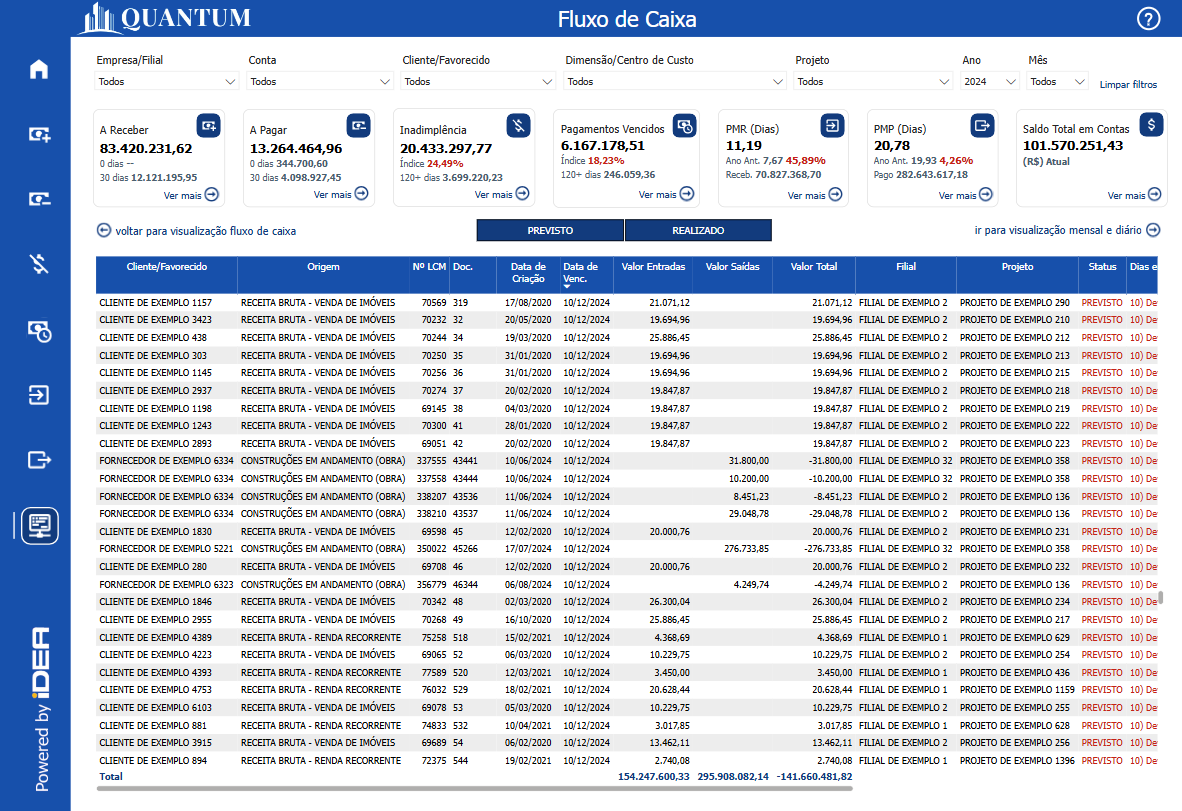 QUANTUM
Fluxo de Caixa
?
Empresa/Filial Conta Cliente/Favorecido Dimensão/Centro de Custo Projeto Ano Mês
Todos Todos Todos Todos Todos 2024 Todos Limpar filtros
A Receber
83.420.231,62
0 dias --
30 dias 12.121.195,95
Ver mais
A Pagar
13.264.464,96
0 dias 344.700,60
30 dias 4.098.927,45
Ver mais
Inadimplência
20.433.297,77
Índice 24,49%
120+ dias 3.699.220,23
Ver mais
Pagamentos Vencidos
6.167.178,51
Índice 18,23%
120+ dias 246.059,36
Ver mais
PMR (Dias)
11,19
Ano Ant. 7,67 45,89%
Receb. 70.827.368,70
Ver mais
PMP (Dias)
20,78
Ano Ant. 19,93 4,26%
Pago 282.643.617,18
Ver mais
$
Saldo Total em Contas
101.570.251,43
(R$) Atual
Ver mais
voltar para visualização fluxo de caixa PREVISTO REALIZADO ir para visualização mensal e diário
Cliente/Favorecido Origem Nº LCM Doc. Data de Criação Data de Venc. Valor Entradas Valor Saídas Valor Total Filial Projeto Status Dias e
CLIENTE DE EXEMPLO 1157 RECEITA BRUTA - VENDA DE IMÓVEIS 70569 319 17/08/2020 10/12/2024 21.071,12 21.071,12 FILIAL DE EXEMPLO 2 PROJETO DE EXEMPLO 290 PREVISTO 10) De
CLIENTE DE EXEMPLO 3423 RECEITA BRUTA - VENDA DE IMÓVEIS 70232 32 20/05/2020 10/12/2024 19.694,96 19.694,96 FILIAL DE EXEMPLO 2 PROJETO DE EXEMPLO 210 PREVISTO 10) De
CLIENTE DE EXEMPLO 438 RECEITA BRUTA - VENDA DE IMÓVEIS 70244 34 19/03/2020 10/12/2024 25.886,45 25.886,45 FILIAL DE EXEMPLO 2 PROJETO DE EXEMPLO 212 PREVISTO 10) De
CLIENTE DE EXEMPLO 303 RECEITA BRUTA - VENDA DE IMÓVEIS 70250 35 31/01/2020 10/12/2024 19.694,96 19.694,96 FILIAL DE EXEMPLO 2 PROJETO DE EXEMPLO 213 PREVISTO 10) De
CLIENTE DE EXEMPLO 1145 RECEITA BRUTA - VENDA DE IMÓVEIS 70256 36 31/01/2020 10/12/2024 19.694,96 19.694,96 FILIAL DE EXEMPLO 2 PROJETO DE EXEMPLO 215 PREVISTO 10) De
CLIENTE DE EXEMPLO 2937 RECEITA BRUTA - VENDA DE IMÓVEIS 70274 37 20/02/2020 10/12/2024 19.847,87 19.847,87 FILIAL DE EXEMPLO 2 PROJETO DE EXEMPLO 218 PREVISTO 10) De
CLIENTE DE EXEMPLO 1198 RECEITA BRUTA - VENDA DE IMÓVEIS 69145 38 04/03/2020 10/12/2024 19.847,87 19.847,87 FILIAL DE EXEMPLO 2 PROJETO DE EXEMPLO 219 PREVISTO 10) De
CLIENTE DE EXEMPLO 1243 RECEITA BRUTA - VENDA DE IMÓVEIS 70300 41 28/01/2020 10/12/2024 19.847,87 19.847,87 FILIAL DE EXEMPLO 2 PROJETO DE EXEMPLO 222 PREVISTO 10) De
CLIENTE DE EXEMPLO 2893 RECEITA BRUTA - VENDA DE IMÓVEIS 69051 42 20/02/2020 10/12/2024 19.847,87 19.847,87 FILIAL DE EXEMPLO 2 PROJETO DE EXEMPLO 223 PREVISTO 10) De
FORNECEDOR DE EXEMPLO 6334 CONSTRUÇÕES EM ANDAMENTO (OBRA) 337555 43441 10/06/2024 10/12/2024 31.800,00 -31.800,00 FILIAL DE EXEMPLO 32 PROJETO DE EXEMPLO 358 PREVISTO 10) De
FORNECEDOR DE EXEMPLO 6334 CONSTRUÇÕES EM ANDAMENTO (OBRA) 337558 43444 10/06/2024 10/12/2024 10.200,00 -10.200,00 FILIAL DE EXEMPLO 32 PROJETO DE EXEMPLO 358 PREVISTO 10) De
FORNECEDOR DE EXEMPLO 6334 CONSTRUÇÕES EM ANDAMENTO (OBRA) 338207 43536 11/06/2024 10/12/2024 8.451,23 -8.451,23 FILIAL DE EXEMPLO 2 PROJETO DE EXEMPLO 136 PREVISTO 10) De
FORNECEDOR DE EXEMPLO 6334 CONSTRUÇÕES EM ANDAMENTO (OBRA) 338210 43537 11/06/2024 10/12/2024 29.048,78 -29.048,78 FILIAL DE EXEMPLO 2 PROJETO DE EXEMPLO 136 PREVISTO 10) De
CLIENTE DE EXEMPLO 1830 RECEITA BRUTA - VENDA DE IMÓVEIS 69598 45 12/02/2020 10/12/2024 20.000,76 20.000,76 FILIAL DE EXEMPLO 2 PROJETO DE EXEMPLO 231 PREVISTO 10) De
FORNECEDOR DE EXEMPLO 5221 CONSTRUÇÕES EM ANDAMENTO (OBRA) 350022 45266 17/07/2024 10/12/2024 276.733,85 -276.733,85 FILIAL DE EXEMPLO 32 PROJETO DE EXEMPLO 358 PREVISTO 10) De
CLIENTE DE EXEMPLO 280 RECEITA BRUTA - VENDA DE IMÓVEIS 69708 46 12/02/2020 10/12/2024 20.000,76 20.000,76 FILIAL DE EXEMPLO 2 PROJETO DE EXEMPLO 232 PREVISTO 10) De
FORNECEDOR DE EXEMPLO 6323 CONSTRUÇÕES EM ANDAMENTO (OBRA) 356779 46344 06/08/2024 10/12/2024 4.249,74 -4.249,74 FILIAL DE EXEMPLO 2 PROJETO DE EXEMPLO 136 PREVISTO 10) De
CLIENTE DE EXEMPLO 1846 RECEITA BRUTA - VENDA DE IMÓVEIS 70342 48 02/03/2020 10/12/2024 26.300,04 26.300,04 FILIAL DE EXEMPLO 2 PROJETO DE EXEMPLO 234 PREVISTO 10) De
CLIENTE DE EXEMPLO 2955 RECEITA BRUTA - VENDA DE IMÓVEIS 70268 49 16/10/2020 10/12/2024 25.886,45 25.886,45 FILIAL DE EXEMPLO 2 PROJETO DE EXEMPLO 217 PREVISTO 10) De
CLIENTE DE EXEMPLO 4389 RECEITA BRUTA - RENDA RECORRENTE 75258 518 15/02/2021 10/12/2024 4.368,69 4.368,69 FILIAL DE EXEMPLO 1 PROJETO DE EXEMPLO 629 PREVISTO 10) De
CLIENTE DE EXEMPLO 4223 RECEITA BRUTA - VENDA DE IMÓVEIS 69065 52 06/03/2020 10/12/2024 10.229,75 10.229,75 FILIAL DE EXEMPLO 2 PROJETO DE EXEMPLO 254 PREVISTO 10) De
CLIENTE DE EXEMPLO 4393 RECEITA BRUTA - RENDA RECORRENTE 77589 520 12/03/2021 10/12/2024 3.450,00 3.450,00 FILIAL DE EXEMPLO 1 PROJETO DE EXEMPLO 436 PREVISTO 10) De
CLIENTE DE EXEMPLO 4753 RECEITA BRUTA - RENDA RECORRENTE 76032 529 18/02/2021 10/12/2024 20.628,44 20.628,44 FILIAL DE EXEMPLO 1 PROJETO DE EXEMPLO 1159 PREVISTO 10) De
CLIENTE DE EXEMPLO 6103 RECEITA BRUTA - VENDA DE IMÓVEIS 69078 53 05/03/2020 10/12/2024 10.229,75 10.229,75 FILIAL DE EXEMPLO 2 PROJETO DE EXEMPLO 255 PREVISTO 10) De
CLIENTE DE EXEMPLO 881 RECEITA BRUTA - RENDA RECORRENTE 74833 532 10/04/2021 10/12/2024 3.017,85 3.017,85 FILIAL DE EXEMPLO 1 PROJETO DE EXEMPLO 628 PREVISTO 10) De
CLIENTE DE EXEMPLO 3915 RECEITA BRUTA - VENDA DE IMÓVEIS 69689 54 06/02/2020 10/12/2024 13.462,11 13.462,11 FILIAL DE EXEMPLO 2 PROJETO DE EXEMPLO 256 PREVISTO 10) De
CLIENTE DE EXEMPLO 894 RECEITA BRUTA - RENDA RECORRENTE 72375 544 19/02/2021 10/12/2024 2.740,08 2.740,08 FILIAL DE EXEMPLO 1 PROJETO DE EXEMPLO 1396 PREVISTO 10) De
Total 154.247.600,33 295.908.082,14 -141.660.481,82
Powered by iDEA